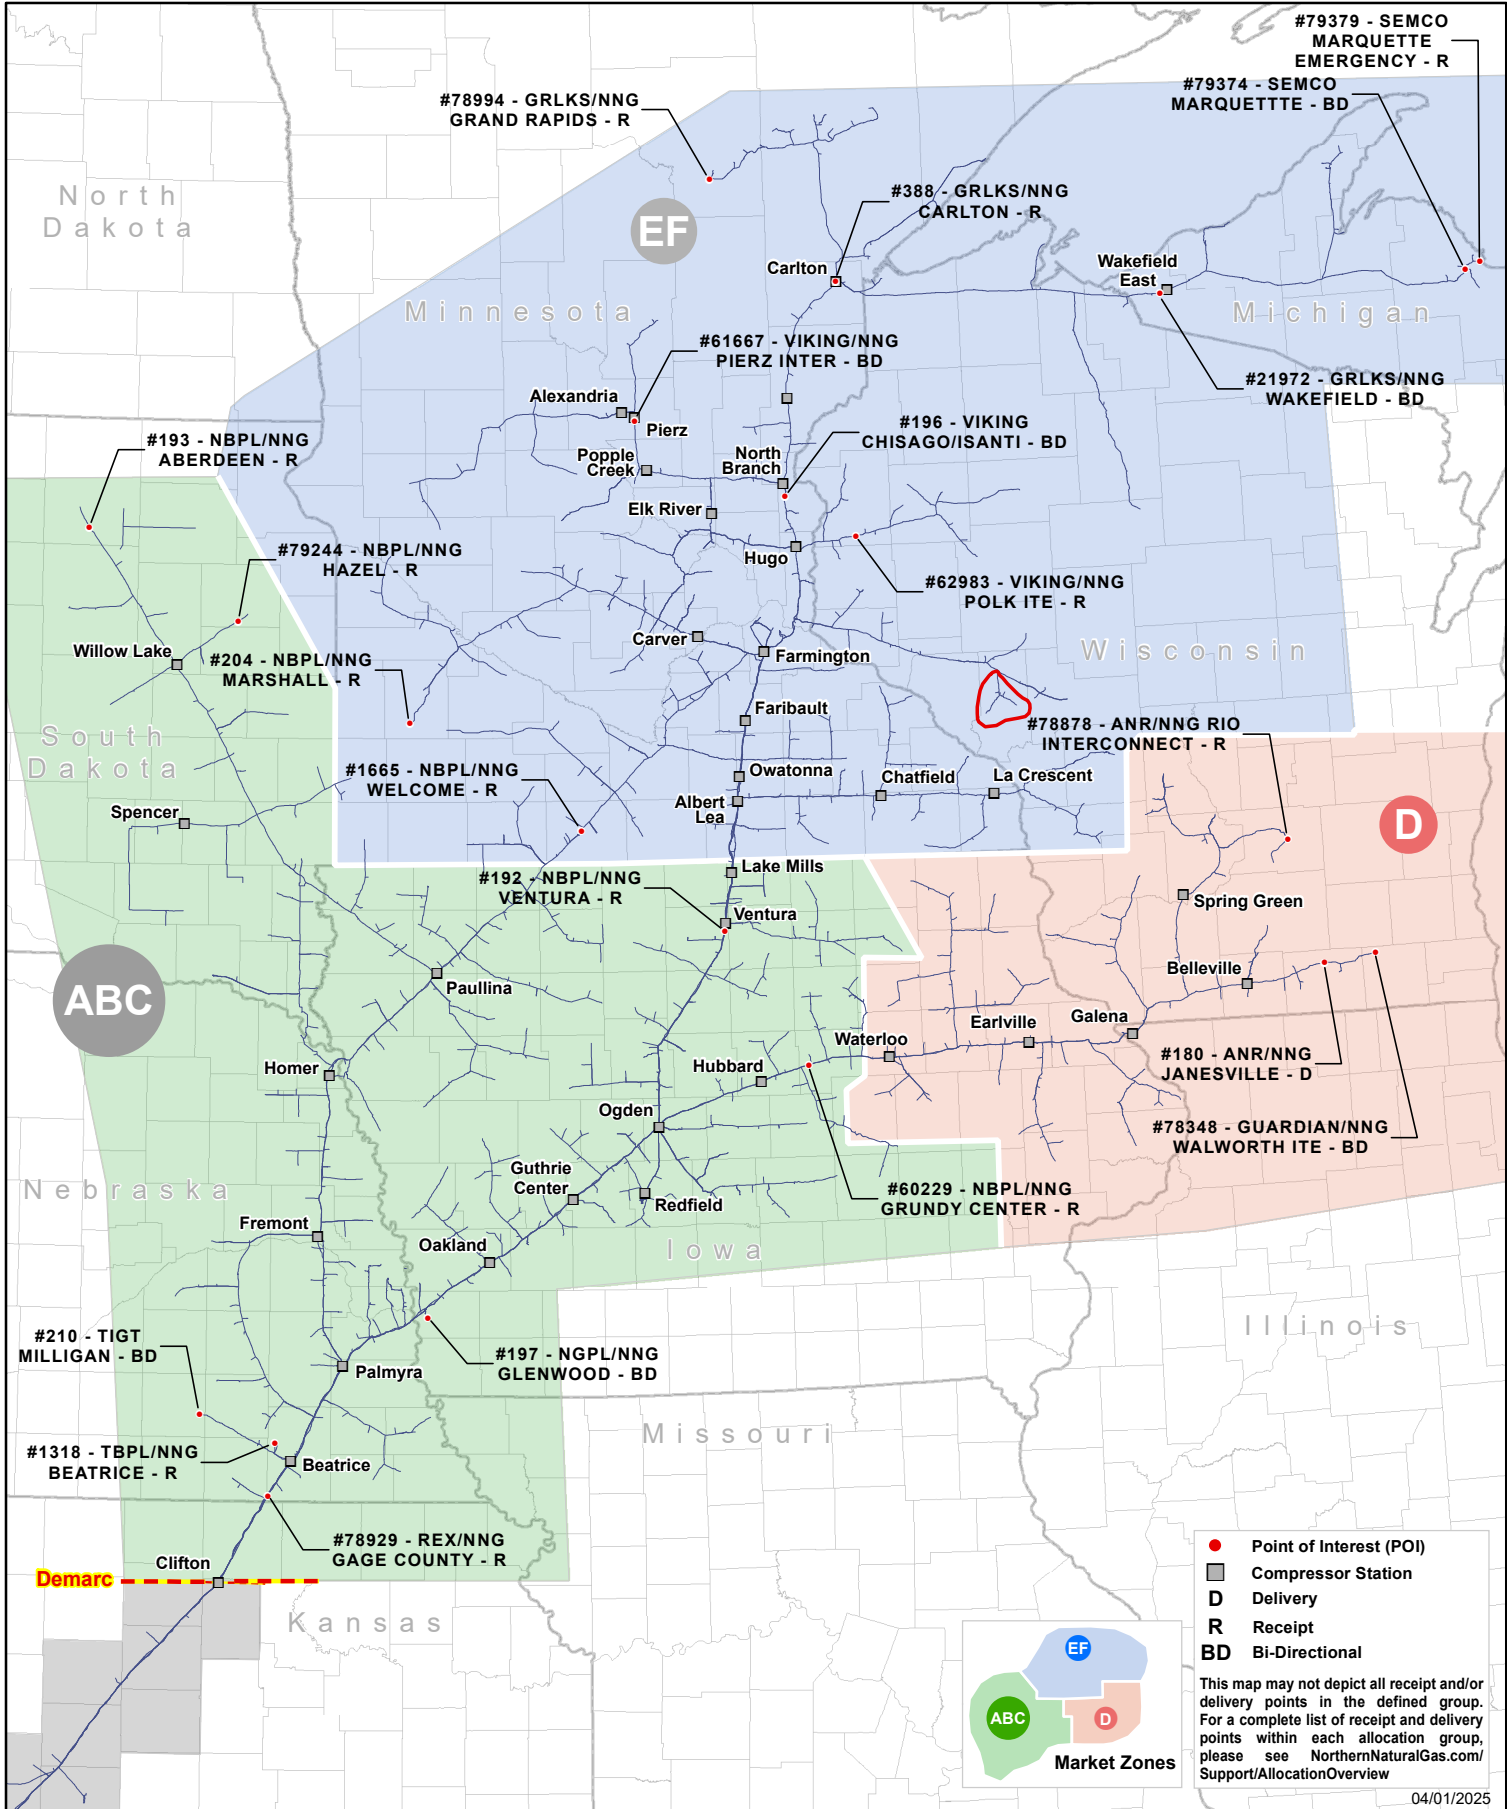 #79379 - SEMCO
MARQUETTE
EMERGENCY - R
#79374 - SEMCO
MARQUETTTE - BD
#78994 - GRLKS/NNG
GRAND RAPIDS - R
North
Dakota
#388 - GRLKS/NNG
CARLTON - R
EF
Carlton
Wakefield
East
Minnesota
Michigan
#61667 - VIKING/NNG
PIERZ INTER - BD
#21972 - GRLKS/NNG
WAKEFIELD - BD
Alexandria
Pierz
#196 - VIKING
CHISAGO/ISANTI - BD
#193 - NBPL/NNG
ABERDEEN - R
Popple
Creek
North
Branch
Elk River
Hugo
#79244 - NBPL/NNG
HAZEL - R
#62983 - VIKING/NNG
POLK ITE - R
Willow Lake
Carver
Farmington
Wisconsin
#204 - NBPL/NNG
MARSHALL - R
Faribault
#78878 - ANR/NNG RIO
INTERCONNECT - R
South
Dakota
#1665 - NBPL/NNG
WELCOME - R
Owatonna
Chatfield
La Crescent
Spencer
Albert
Lea
D
Lake Mills
#192 - NBPL/NNG
VENTURA - R
Ventura
Spring Green
ABC
Paullina
Belleville
Galena
Earlville
Waterloo
Homer
Hubbard
#180 - ANR/NNG
JANESVILLE - D
Ogden
#78348 - GUARDIAN/NNG
WALWORTH ITE - BD
Guthrie
Center
Nebraska
Redfield
#60229 - NBPL/NNG
GRUNDY CENTER - R
Fremont
Oakland
Iowa
Illinois
#210 - TIGT
MILLIGAN - BD
#197 - NGPL/NNG
GLENWOOD - BD
Palmyra
Missouri
#1318 - TBPL/NNG
BEATRICE - R
Beatrice
#78929 - REX/NNG
GAGE COUNTY - R
Clifton
Demarc
Kansas
EF
ABC
D
Market Zones
Point of Interest (POI)
Compressor Station
D Delivery
R Receipt
BD Bi-Directional
This map may not depict all receipt and/or
delivery points in the defined group.
For a complete list of receipt and delivery
points within each allocation group,
please see NorthernNaturalGas.com/
Support/AllocationOverview
04/01/2025